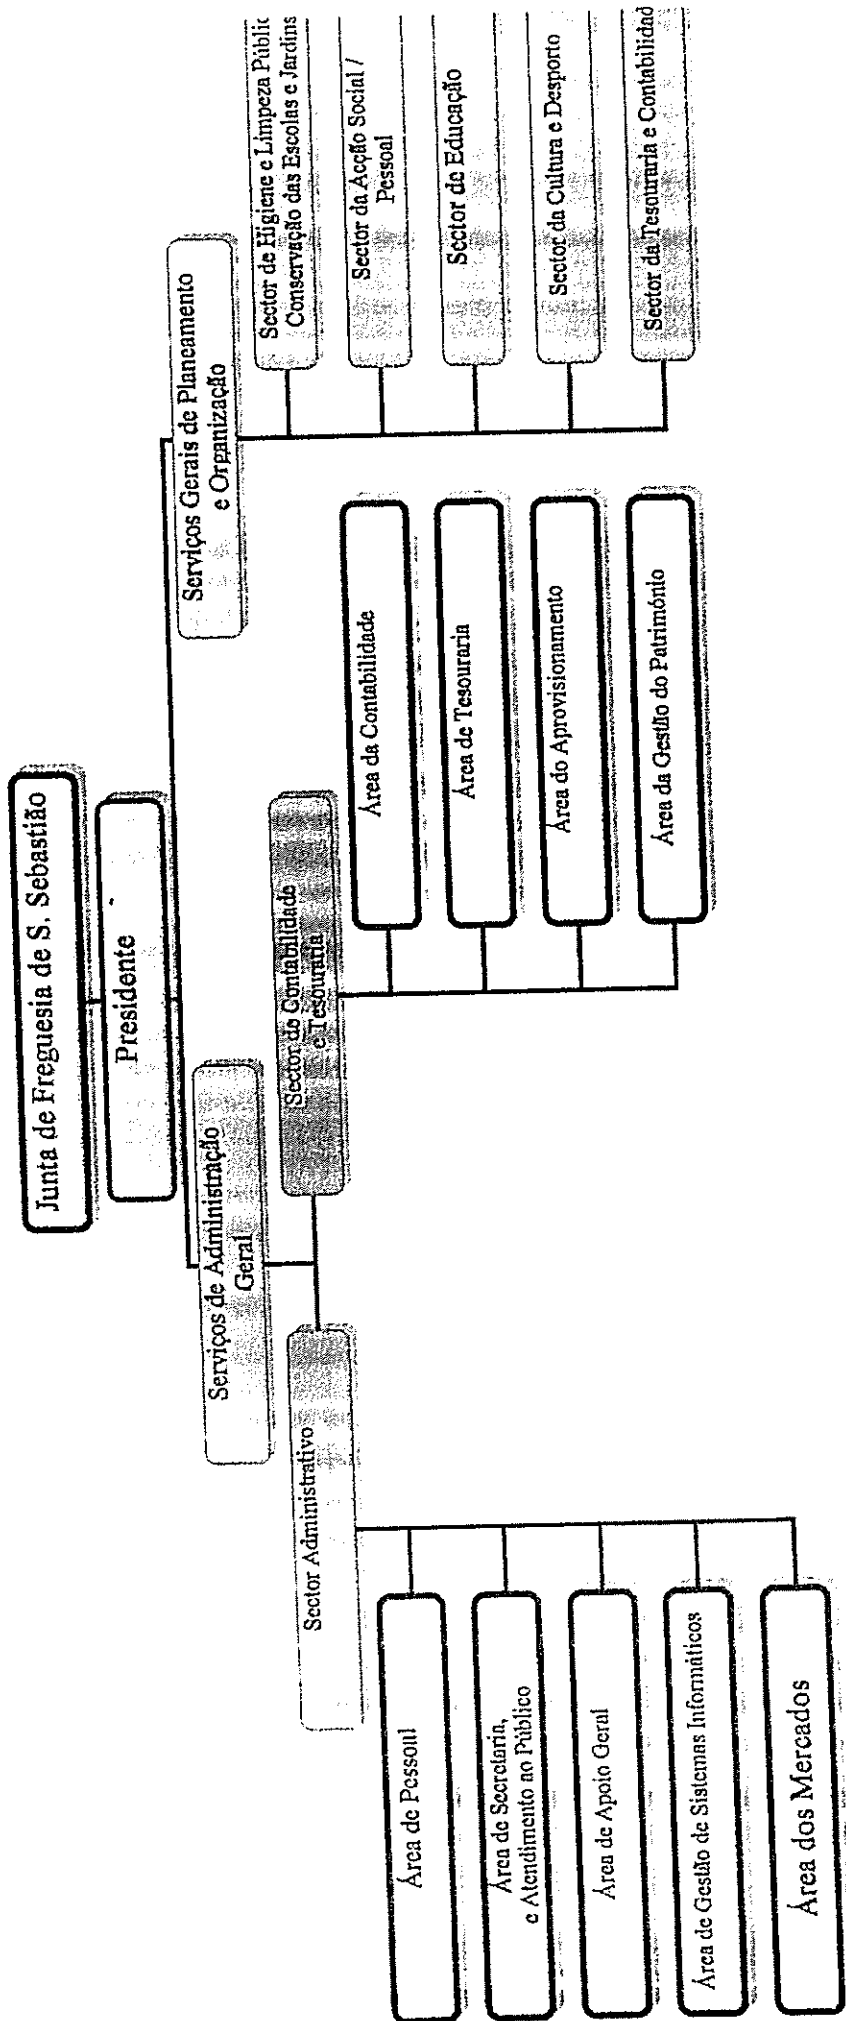 Junta de Freguesia de S. Sebastião
Presidente
Serviços de Administração
Geral
Serviços Gerais de Planeamento
e Organização
Sector Administrativo
Sector de Contabilidade
e Tesouraria
Área de Pessoal
Área de Secretaria,
e Atendimento ao Público
Área de Apoio Geral
Área de Gestão de Sistemas Informáticos
Área dos Mercados
Área da Contabilidade
Área de Tesouraria
Área do Aprovisionamento
Área da Gestão do Património
Sector de Higiene e Limpeza Públic
Conservação das Escolas e Jardins
Sector da Acção Social /
Pessoal
Sector de Educação
Sector da Cultura e Desporto
Sector da Tesouraria e Contabilidad